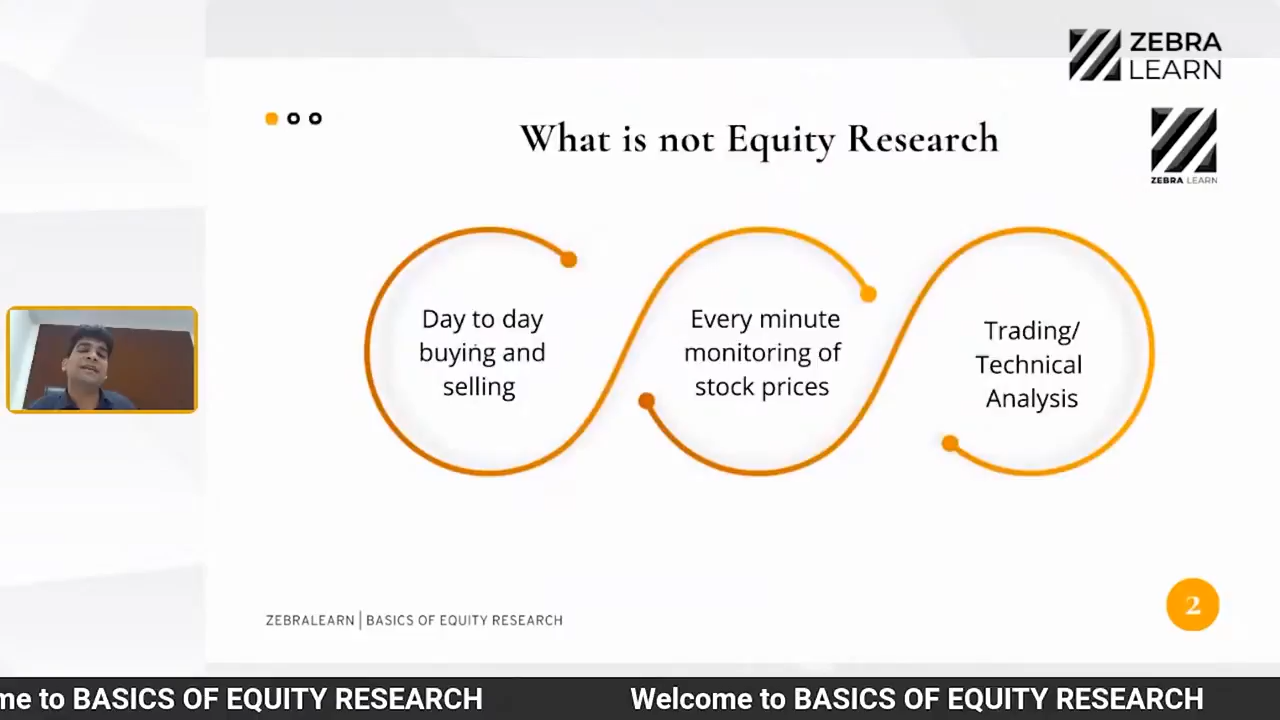 ZEBRA
LEARN
What is not Equity Research
ZEBRA LEARN
Day to day
buying and
selling
Every minute
monitoring of
stock prices
Trading/
Technical
Analysis
ZEBRALEARN | BASICS OF EQUITY RESEARCH
2
me to BASICS OF EQUITY RESEARCH
Welcome to BASICS OF EQUITY RESEARCH